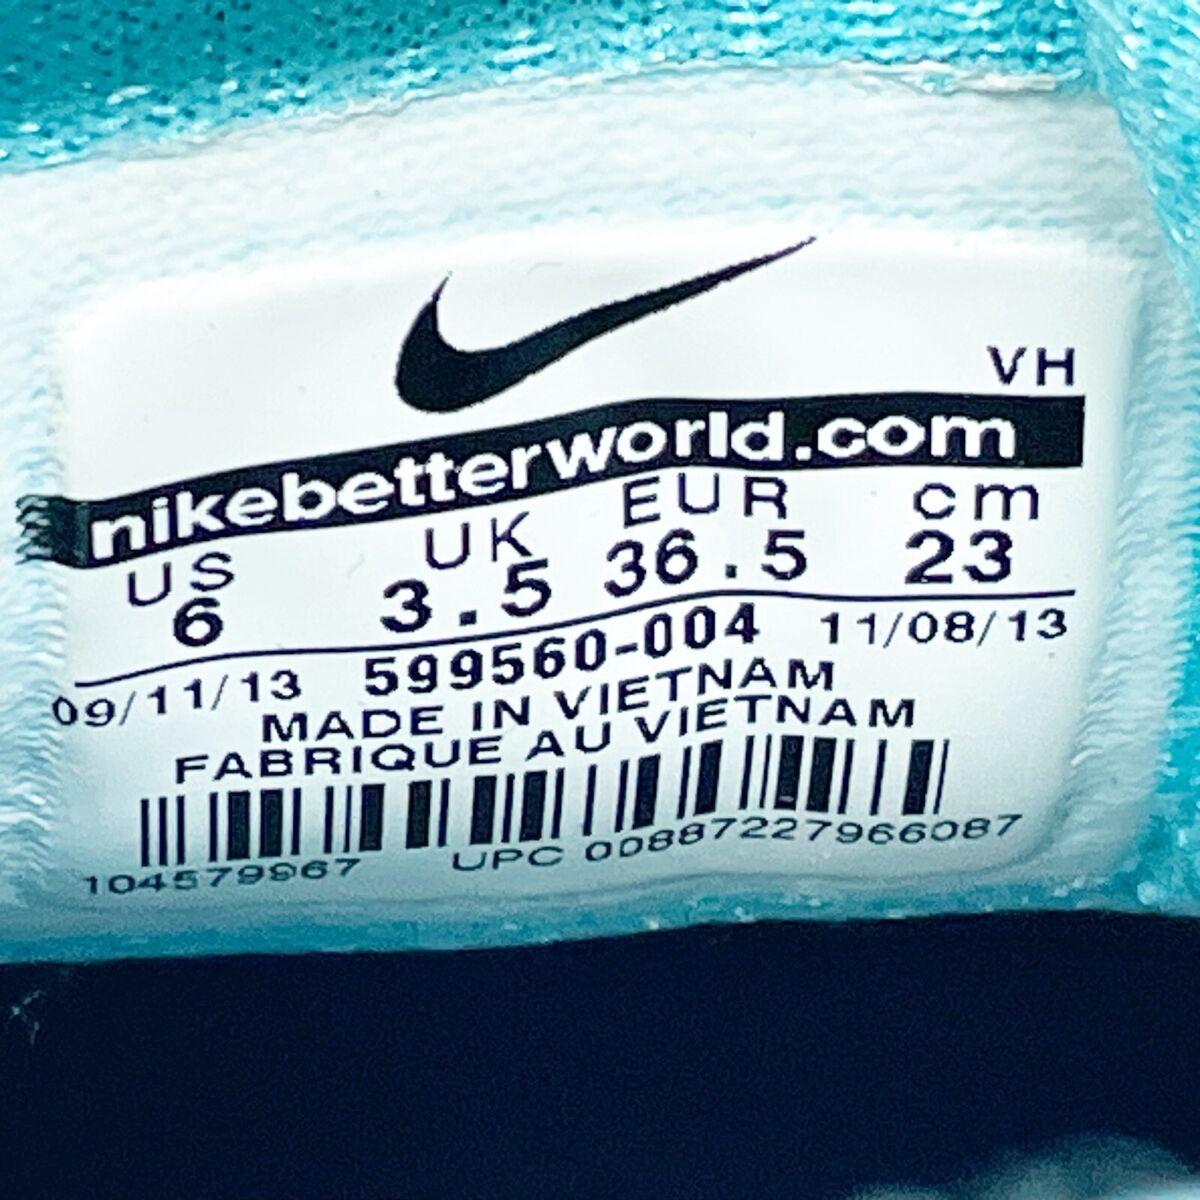 VH
nikebetterworld.com
US UK EUR cm
6 3.5 36.5 23
09/11/13 599560-004 11/08/13
MADE IN VIETNAM
FABRIQUE AU VIETNAM
104579967 UPC 00887227966087